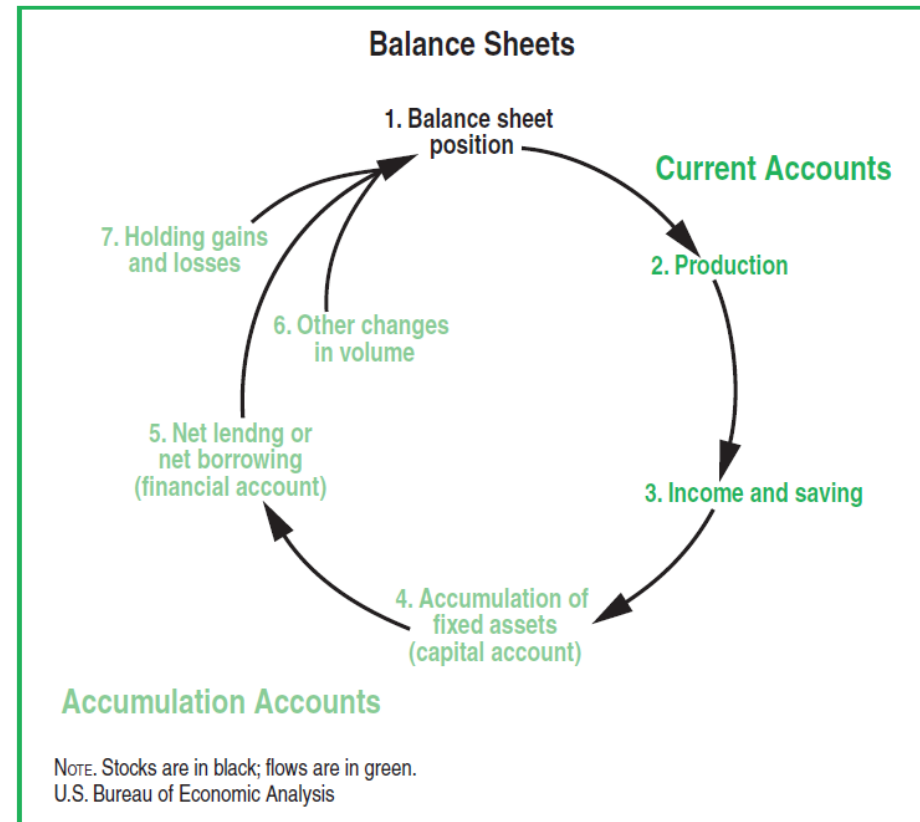 Balance Sheets
1. Balance sheet
position
Current Accounts
2. Production
3. Income and saving
4. Accumulation of
fixed assets
(capital account)
5. Net lendng or
net borrowing
(financial account)
6. Other changes
in volume
7. Holding gains
and losses
Accumulation Accounts
NOTE. Stocks are in black; flows are in green.
U.S. Bureau of Economic Analysis